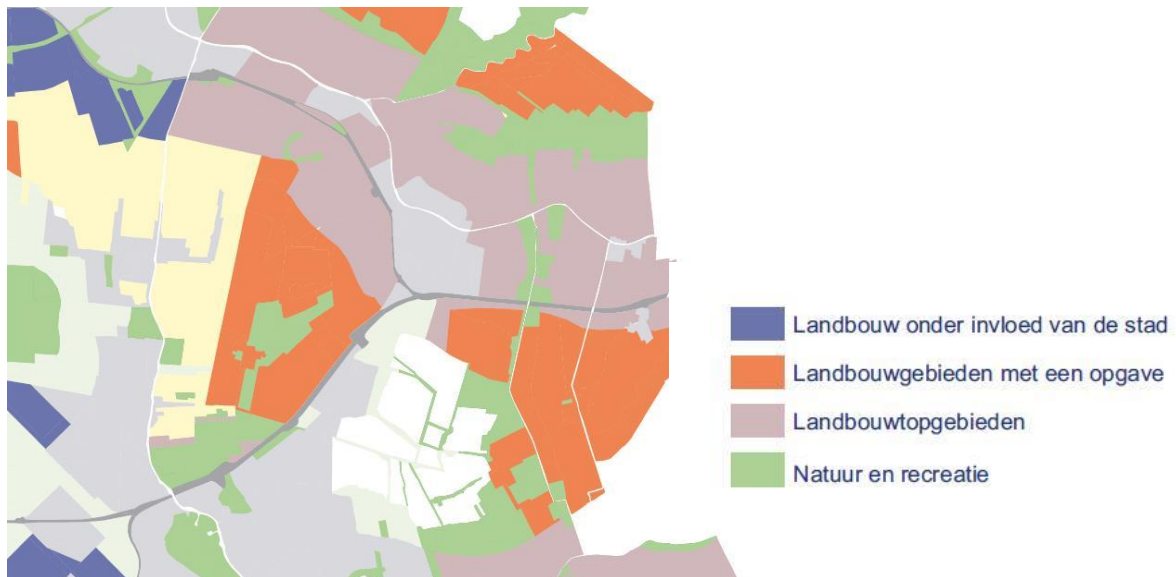 Landbouw onder invloed van de stad
Landbouwgebieden met een opgave
Landbouwtopgebieden
Natuur en recreatie